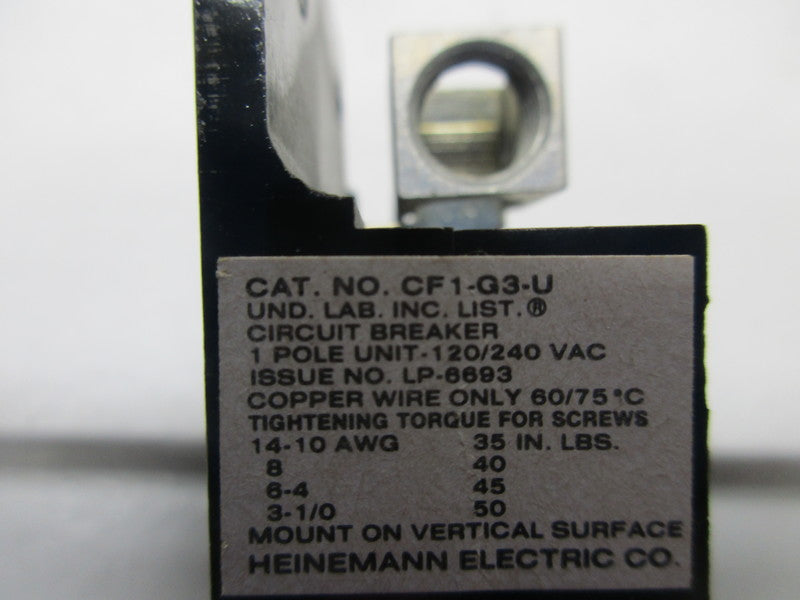 CAT. NO. CF1-G3-U
UND. LAB. INC. LIST.®
CIRCUIT BREAKER
1 POLE UNIT-120/240 VAC
ISSUE NO. LP-6693
COPPER WIRE ONLY 60/75°C
TIGHTENING TORQUE FOR SCREWS
14-10 AWG 35 IN. LBS.
8 40
6-4 45
3-1/0 50
MOUNT ON VERTICAL SURFACE
HEINEMANN ELECTRIC CO.